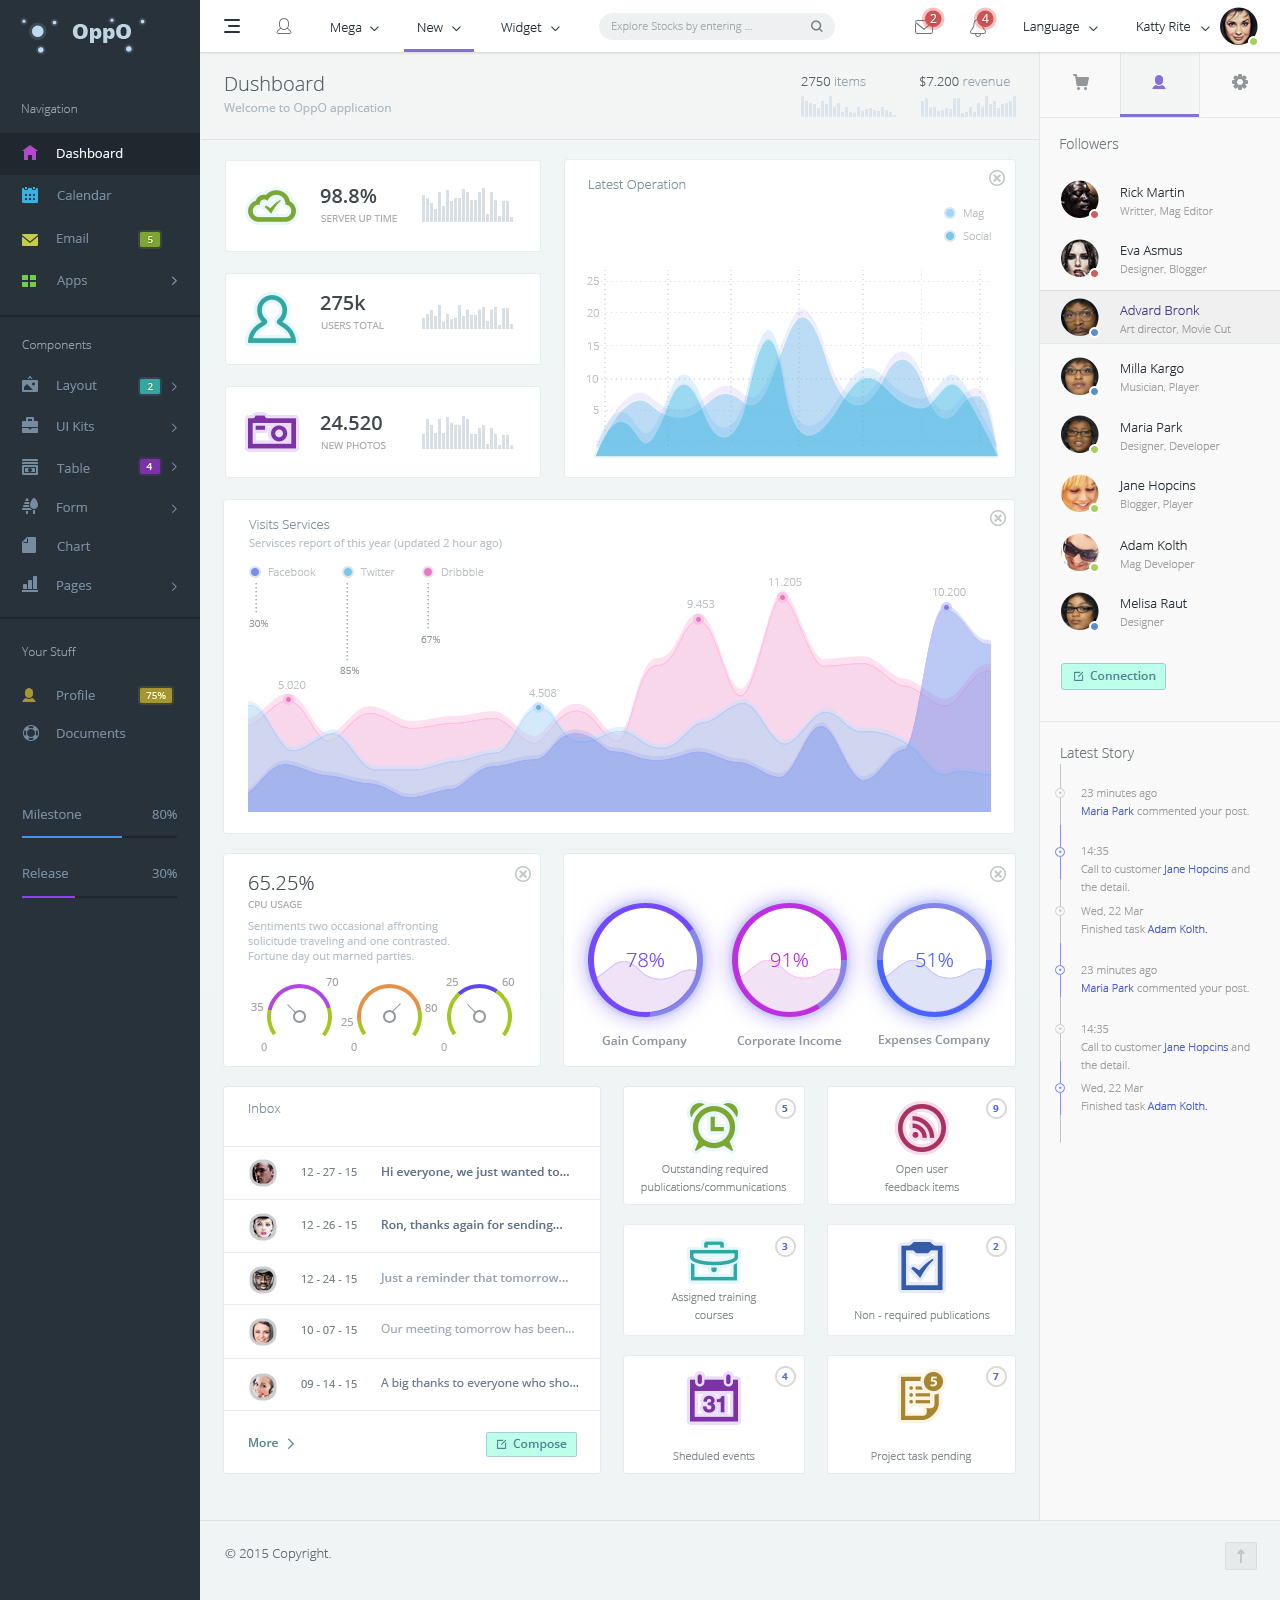 OppO
Mega
New
Widget
Explore Stocks by entering ...
2
4
Language
Katty Rite
Navigation
Dashboard
Calendar
Email
5
Apps
Components
Layout
2
UI Kits
Table
4
Form
Chart
Pages
Your Stuff
Profile
75%
Documents
Milestone
80%
Release
30%
Dushboard
Welcome to OppO application
2750 items
$7.200 revenue
98.8%
SERVER UP TIME
275k
USERS TOTAL
24.520
NEW PHOTOS
Latest Operation
Mag
Social
25
20
15
10
5
Visits Services
Servisces report of this year (updated 2 hour ago)
Facebook
Twitter
Dribbble
30%
85%
67%
5.020
4.508
9.453
11.205
10.200
65.25%
CPU USAGE
Sentiments two occasional affronting
solicitude traveling and one contrasted.
Fortune day out marned parties.
35
70
0
25
80
0
25
60
0
78%
91%
51%
Gain Company
Corporate Income
Expenses Company
Inbox
12 - 27 - 15
Hi everyone, we just wanted to...
12 - 26 - 15
Ron, thanks again for sending...
12 - 24 - 15
Just a reminder that tomorrow...
10 - 07 - 15
Our meeting tomorrow has been...
09 - 14 - 15
A big thanks to everyone who sho...
More
Compose
5
Outstanding required
publications/communications
9
Open user
feedback items
3
Assigned training
courses
2
Non - required publications
4
31
Sheduled events
7
5
Project task pending
Followers
Rick Martin
Writter, Mag Editor
Eva Asmus
Designer, Blogger
Advard Bronk
Art director, Movie Cut
Milla Kargo
Musician, Player
Maria Park
Designer, Developer
Jane Hopcins
Blogger, Player
Adam Kolth
Mag Developer
Melisa Raut
Designer
Connection
Latest Story
23 minutes ago
Maria Park commented your post.
14:35
Call to customer Jane Hopcins and
the detail.
Wed, 22 Mar
Finished task Adam Kolth.
23 minutes ago
Maria Park commented your post.
14:35
Call to customer Jane Hopcins and
the detail.
Wed, 22 Mar
Finished task Adam Kolth.
© 2015 Copyright.